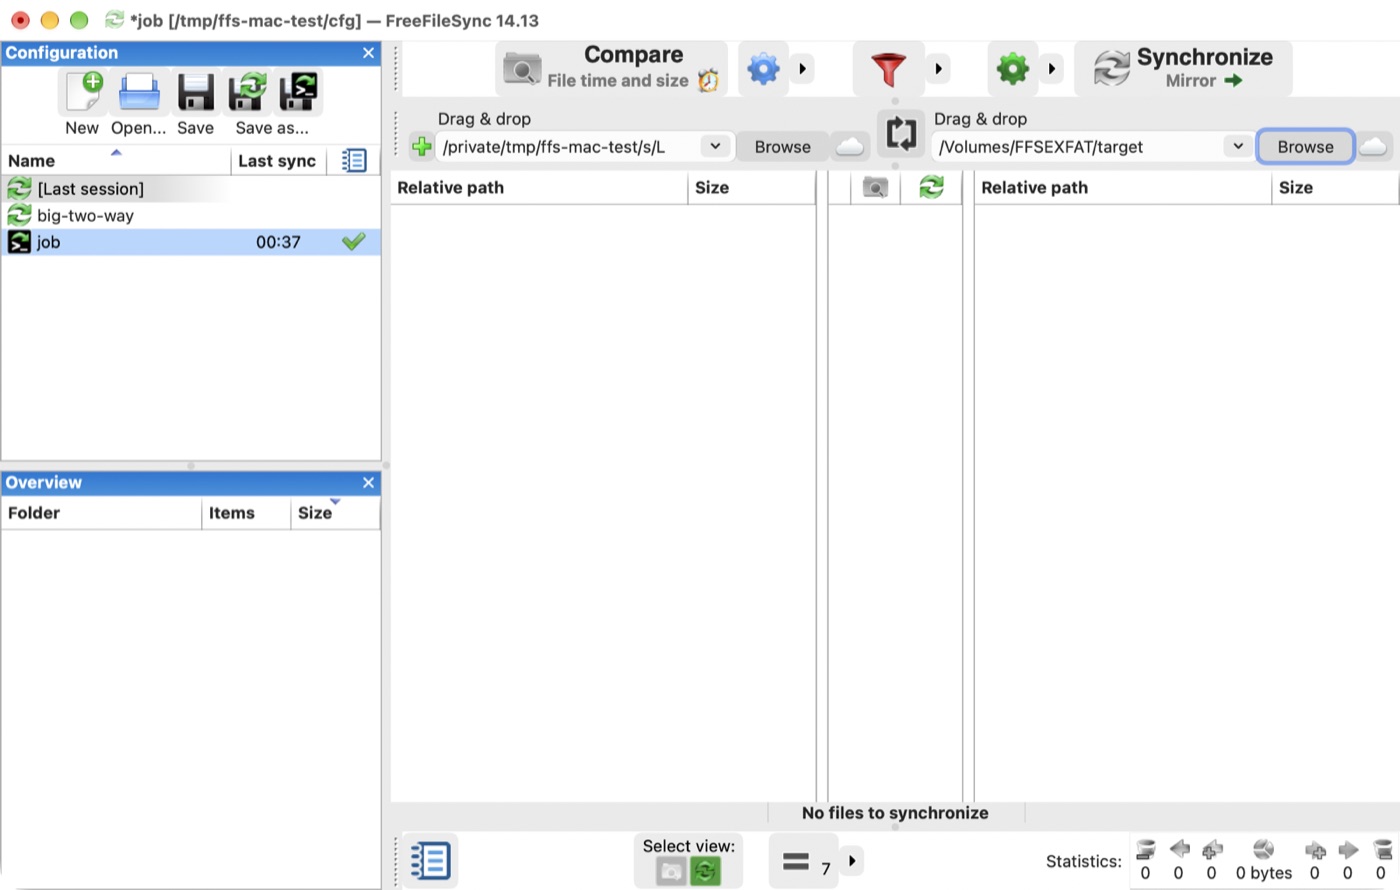 *job [/tmp/ffs-mac-test/cfg] — FreeFileSync 14.13
Configuration
New Open... Save Save as...
Name Last sync
[Last session]
big-two-way
job 00:37
Overview
Folder Items Size
Compare
File time and size
Synchronize
Mirror
Drag & drop
/private/tmp/ffs-mac-test/s/L Browse
Drag & drop
/Volumes/FFSEXFAT/target Browse
Relative path Size
Relative path Size
No files to synchronize
Select view:
7
Statistics: 0 0 0 0 bytes 0 0 0